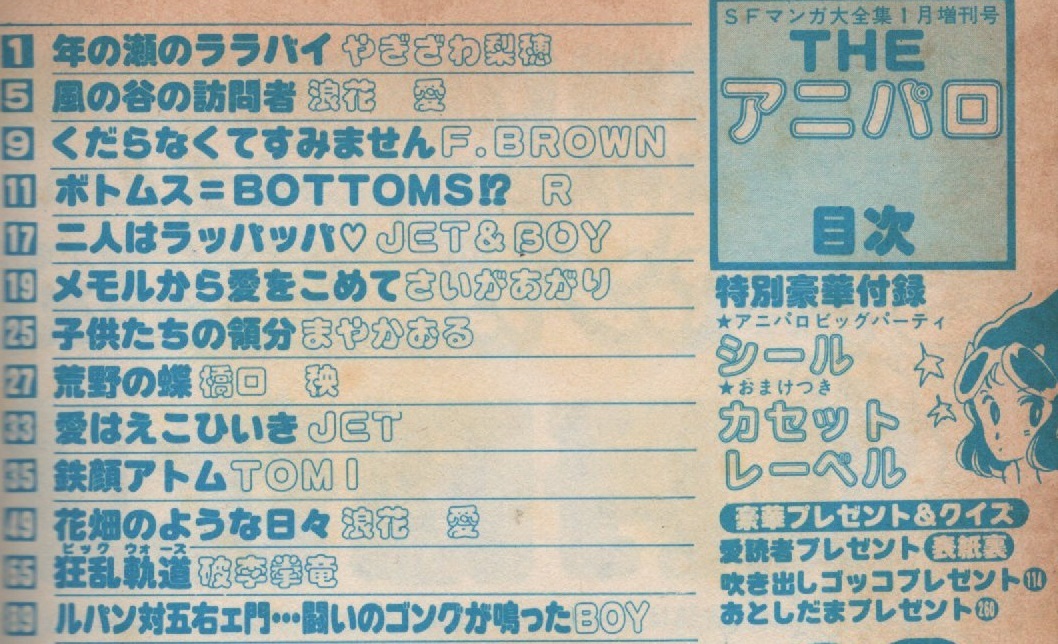 1 年の瀬のララバイ やぎざわ梨穂
5 風の谷の訪問者 浪花 愛
9 くだらなくてすみません F.BROWN
11 ボトムス=BOTTOMS!? R
17 二人はラッパッパ♡ JET&BOY
19 メモルから愛をこめて さいがあがり
25 子供たちの領分 まやかおる
27 荒野の蝶 橋口 秧
33 愛はえこひいき JET
35 鉄顔アトム TOMI
49 花畑のような日々 浪花 愛
ビック ウォーズ
65 狂乱軌道 破李拳竜
89 ルパン対五右ェ門…闘いのゴングが鳴った BOY
SFマンガ大全集1月増刊号
THE
アニパロ
目次
特別豪華付録
★アニパロビッグパーティ
シール
★おまけつき
カセット
レーベル
豪華プレゼント&クイズ
愛読者プレゼント 表紙裏
吹き出しゴッコプレゼント 114
おとしだまプレゼント 260